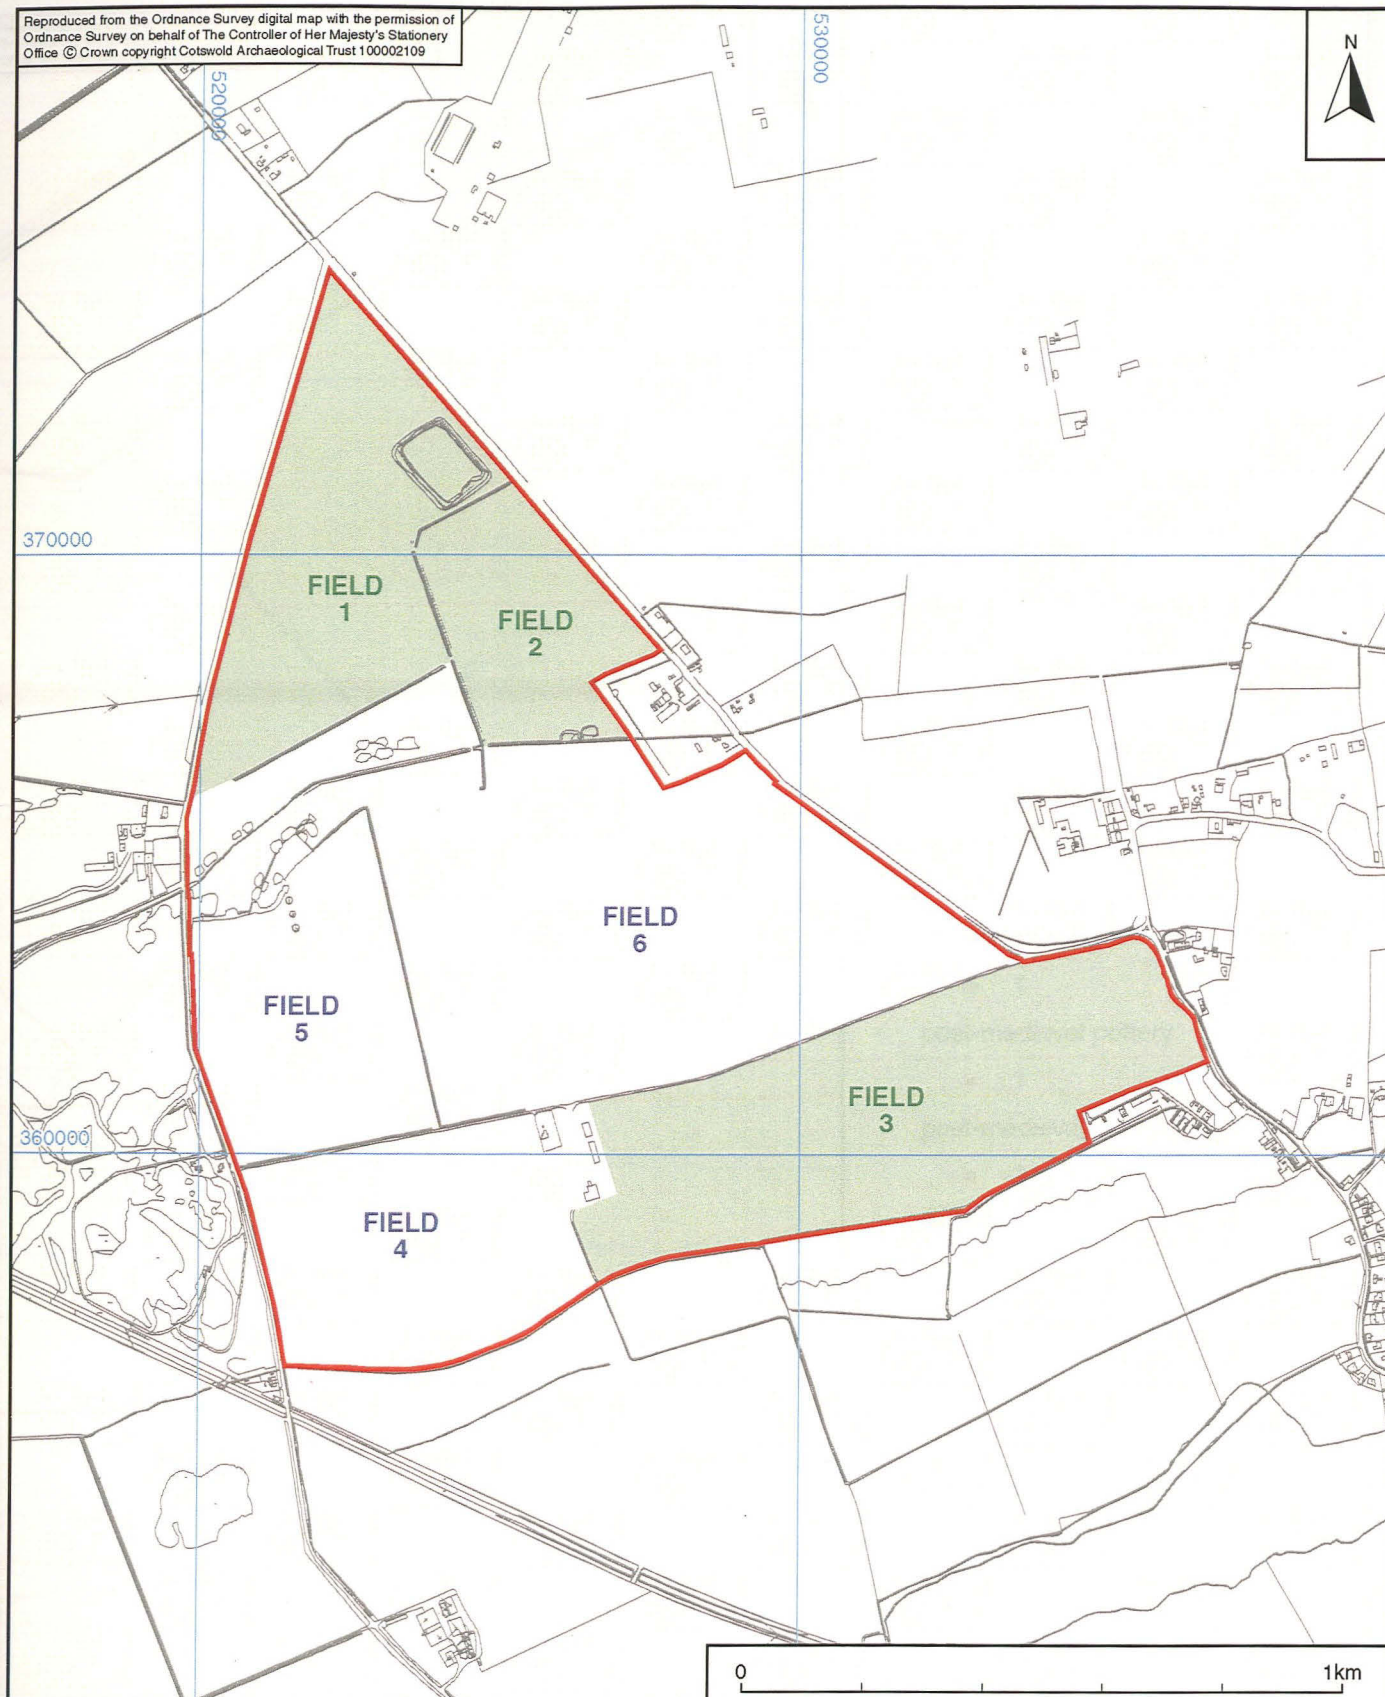 Reproduced from the Ordnance Survey digital map with the permission of
Ordnance Survey on behalf of The Controller of Her Majesty's Stationery
Office © Crown copyright Cotswold Archaeological Trust 100002109
520000
530000
N
370000
FIELD
1
FIELD
2
FIELD
6
FIELD
5
FIELD
3
360000
FIELD
4
0
1km